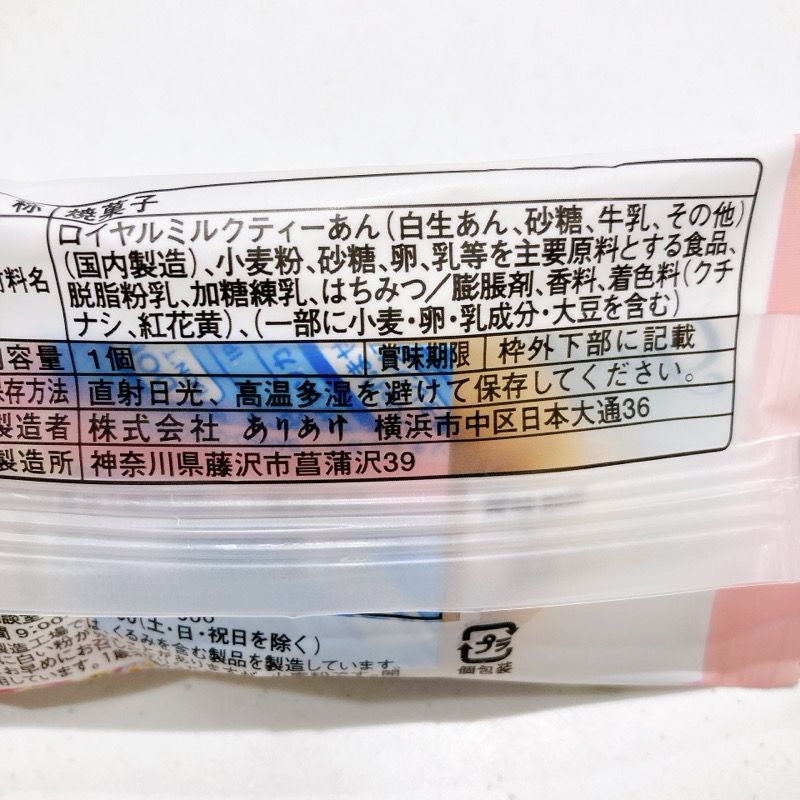 称 焼菓子
材料名 ロイヤルミルクティーあん(白生あん、砂糖、牛乳、その他)
(国内製造)、小麦粉、砂糖、卵、乳等を主要原料とする食品、
脱脂粉乳、加糖練乳、はちみつ/膨脹剤、香料、着色料(クチ
ナシ、紅花黄)、(一部に小麦・卵・乳成分・大豆を含む)
内容量 1個 賞味期限 枠外下部に記載
保存方法 直射日光、高温多湿を避けて保存してください。
製造者 株式会社 ありあけ 横浜市中区日本大通36
製造所 神奈川県藤沢市菖蒲沢39
(土・日・祝日を除く)
くるみを含む製品を製造しています。
プラ
個包装